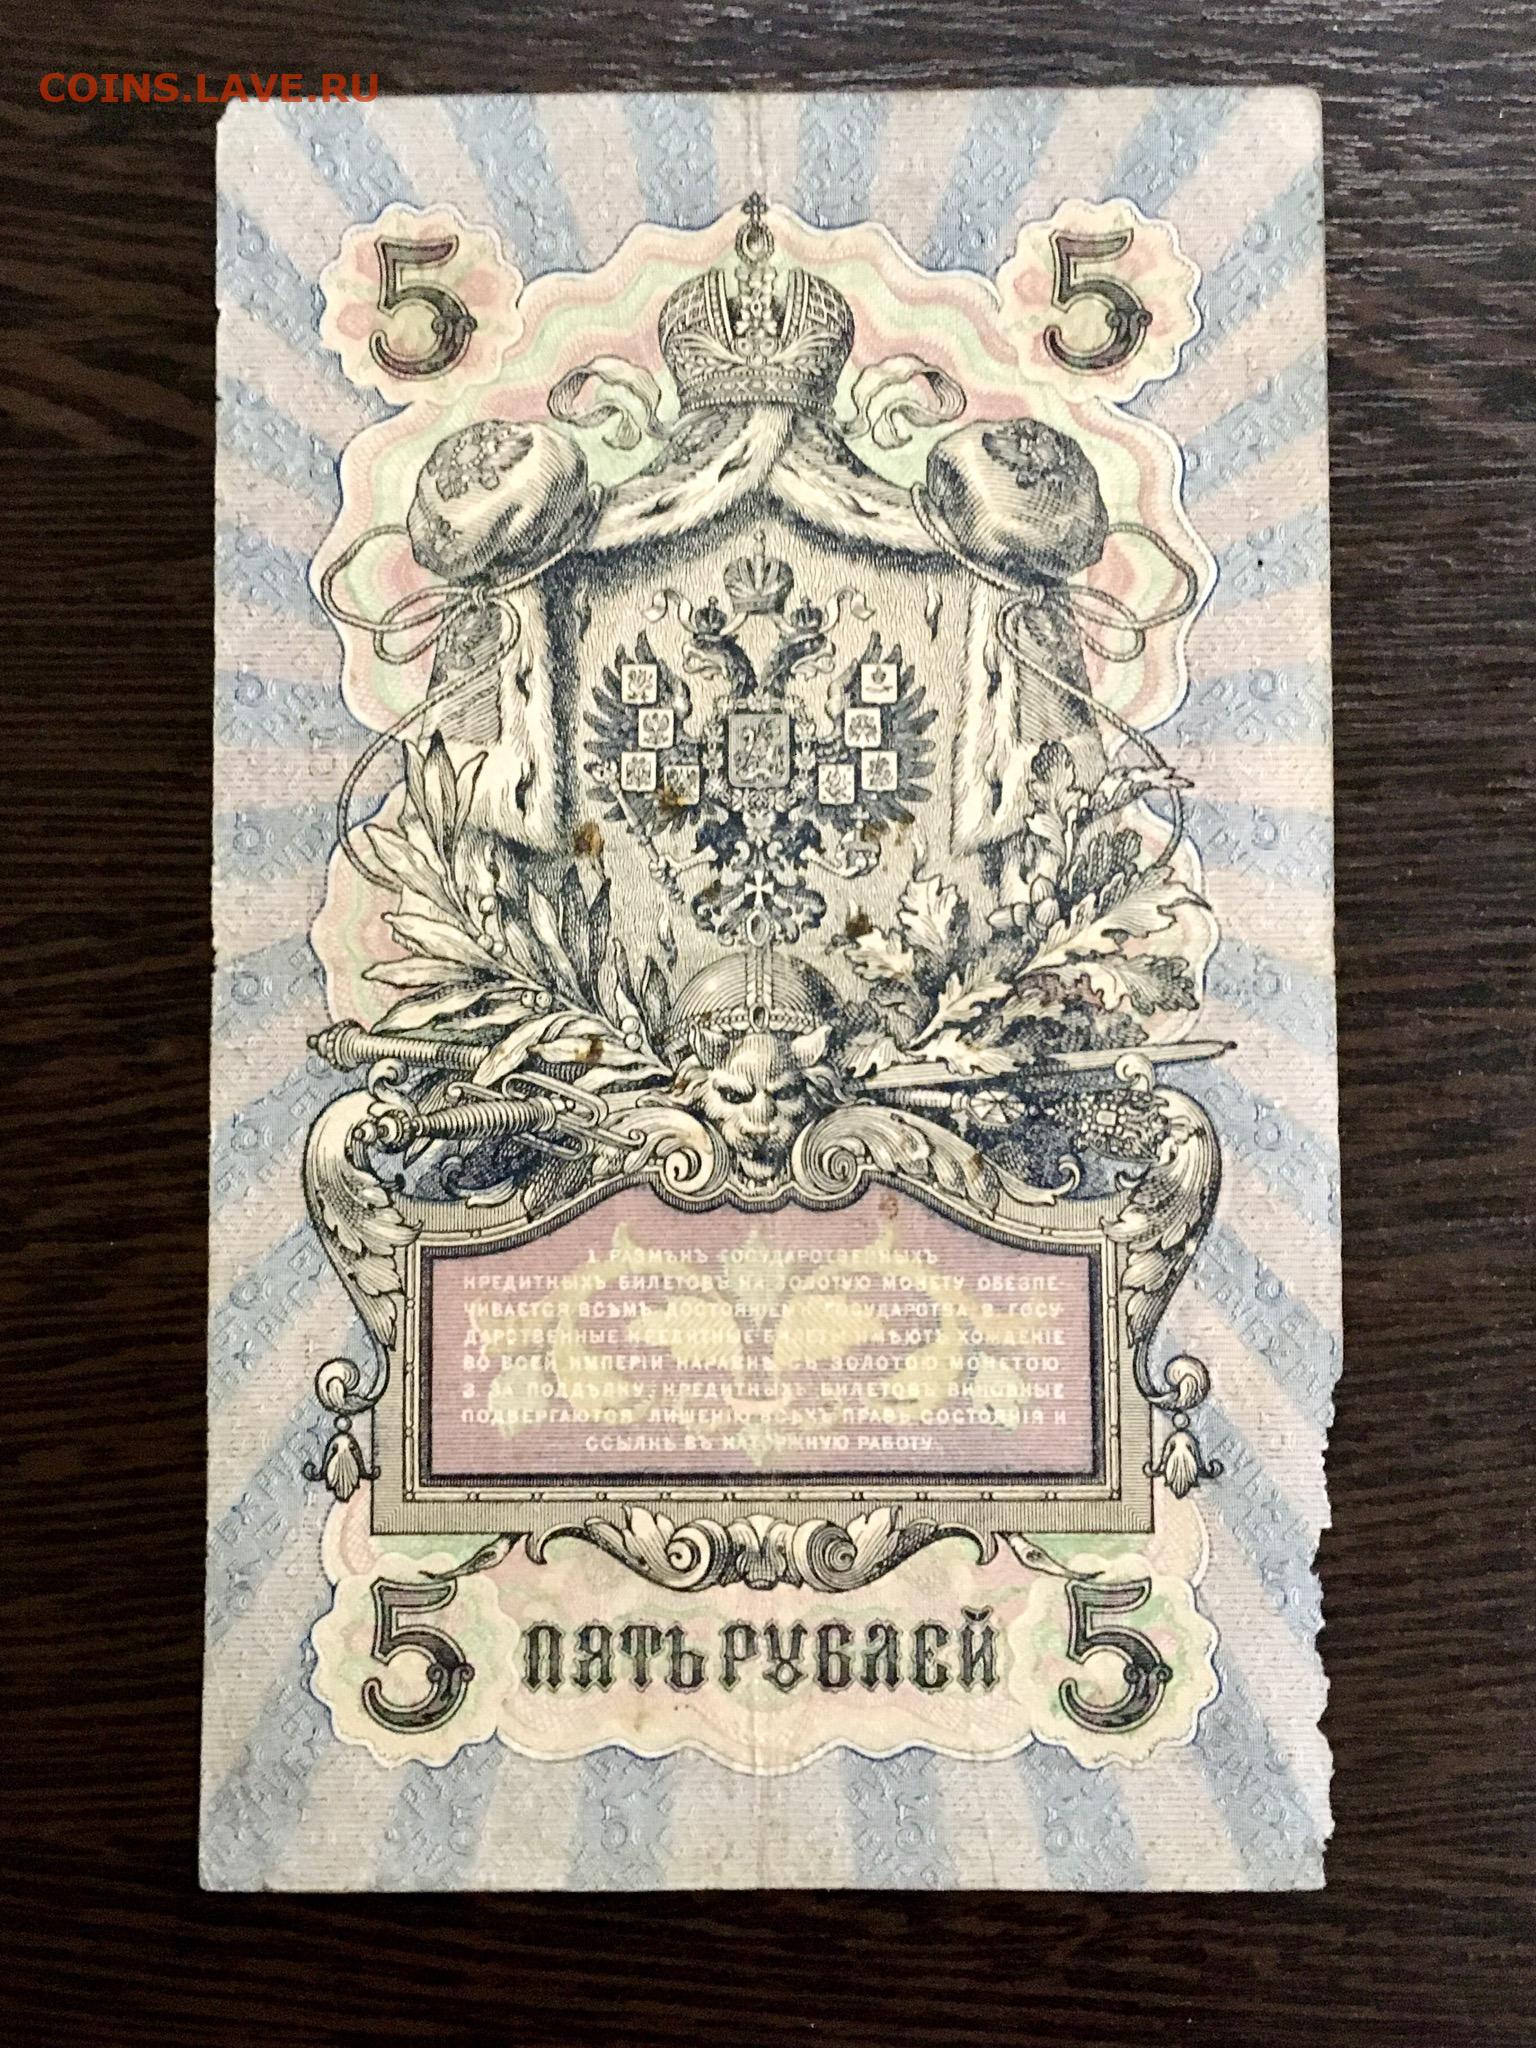 COINS.LAVE.RU
5 5
1. РАЗМѢНЪ ГОСУДАРСТВЕННЫХЪ
КРЕДИТНЫХЪ БИЛЕТОВЪ НА ЗОЛОТУЮ МОНЕТУ ОБЕЗПЕ-
ЧИВАЕТСЯ ВСѢМЪ ДОСТОЯНІЕМЪ ГОСУДАРСТВА. 2. ГОСУ-
ДАРСТВЕННЫЕ КРЕДИТНЫЕ БИЛЕТЫ ИМѢЮТЪ ХОЖДЕНІЕ
ВО ВСЕЙ ИМПЕРІИ НАРАВНѢ СЪ ЗОЛОТОЮ МОНЕТОЮ.
3. ЗА ПОДДѢЛКУ КРЕДИТНЫХЪ БИЛЕТОВЪ ВИНОВНЫЕ
ПОДВЕРГАЮТСЯ ЛИШЕНІЮ ВСѢХЪ ПРАВЪ СОСТОЯНІЯ И
ССЫЛКѢ ВЪ КАТОРЖНУЮ РАБОТУ.
5 ПЯТЬ РУБЛЕЙ 5